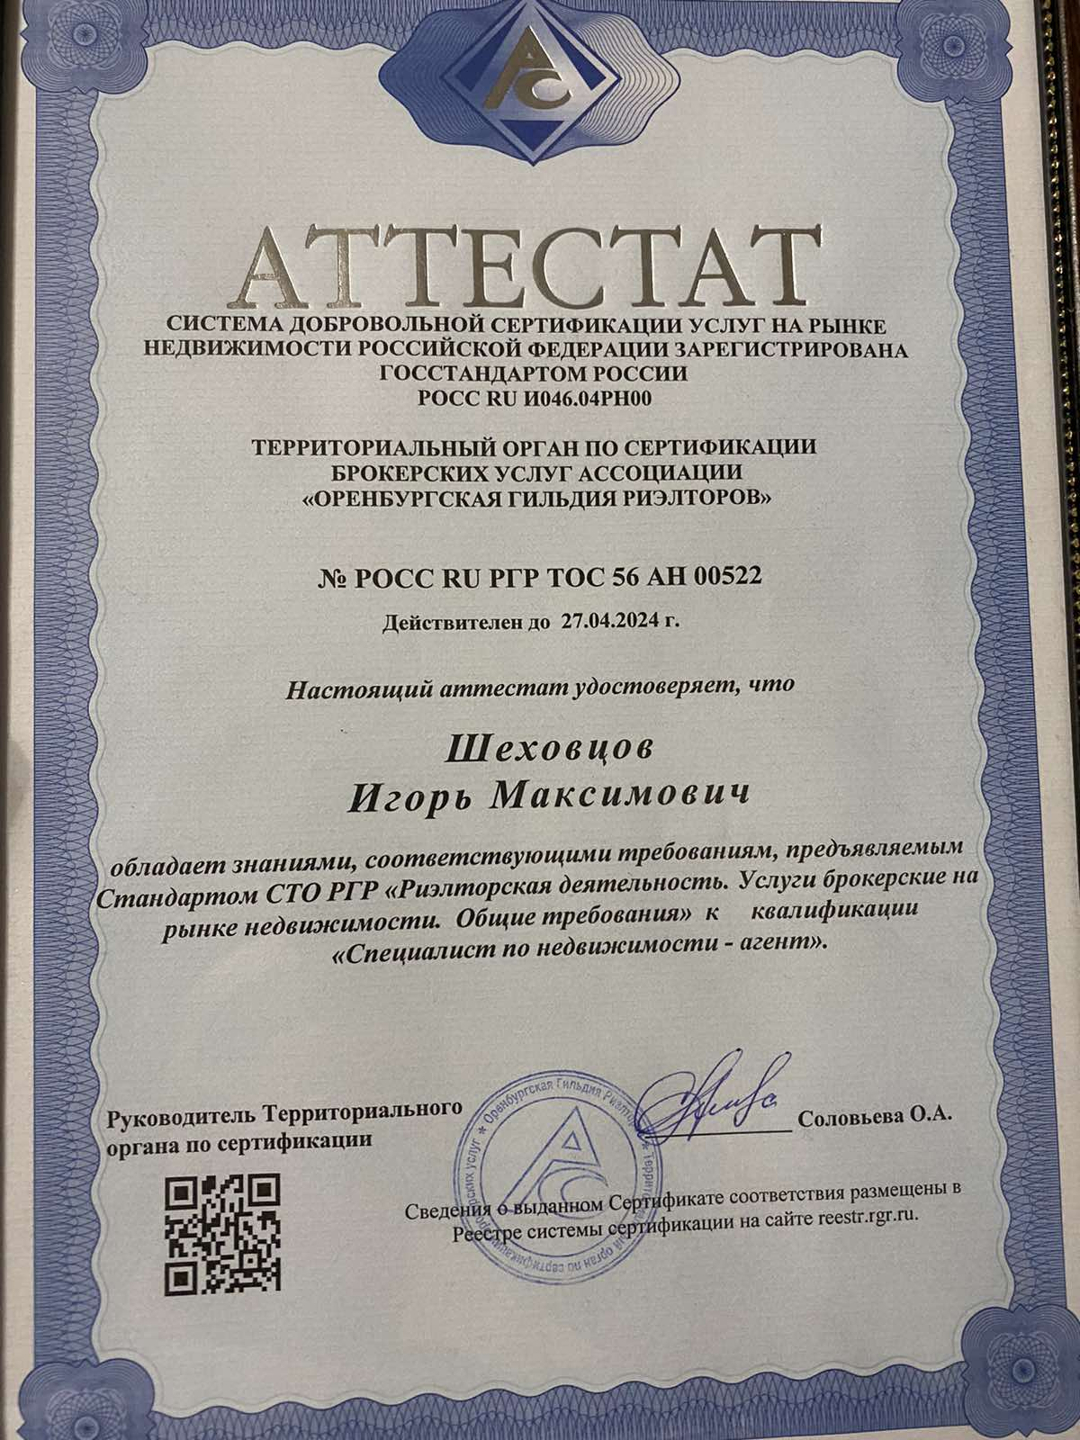 АС
АТТЕСТАТ
СИСТЕМА ДОБРОВОЛЬНОЙ СЕРТИФИКАЦИИ УСЛУГ НА РЫНКЕ
НЕДВИЖИМОСТИ РОССИЙСКОЙ ФЕДЕРАЦИИ ЗАРЕГИСТРИРОВАНА
ГОССТАНДАРТОМ РОССИИ
РОСС RU И046.04РН00
ТЕРРИТОРИАЛЬНЫЙ ОРГАН ПО СЕРТИФИКАЦИИ
БРОКЕРСКИХ УСЛУГ АССОЦИАЦИИ
«ОРЕНБУРГСКАЯ ГИЛЬДИЯ РИЭЛТОРОВ»
№ РОСС RU РГР ТОС 56 АН 00522
Действителен до 27.04.2024 г.
Настоящий аттестат удостоверяет, что
Шеховцов
Игорь Максимович
обладает знаниями, соответствующими требованиям, предъявляемым
Стандартом СТО РГР «Риэлторская деятельность. Услуги брокерские на
рынке недвижимости. Общие требования» к квалификации
«Специалист по недвижимости - агент».
Руководитель Территориального
органа по сертификации
Соловьева О.А.
Оренбургская Гильдия
АС
Сведения о выданном Сертификате соответствия размещены в
Реестре системы сертификации на сайте reestr.rgr.ru.